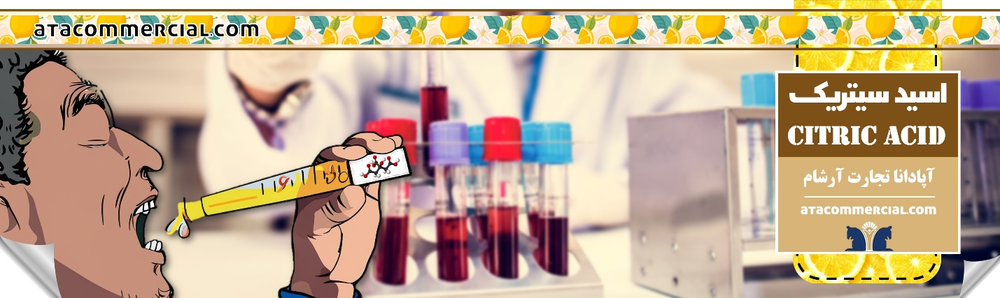 ATACOMMERCIAL.COM
اسید سیتریک
CITRIC ACID
آپادانا تجارت آرشام
ATACOMMERCIAL.COM